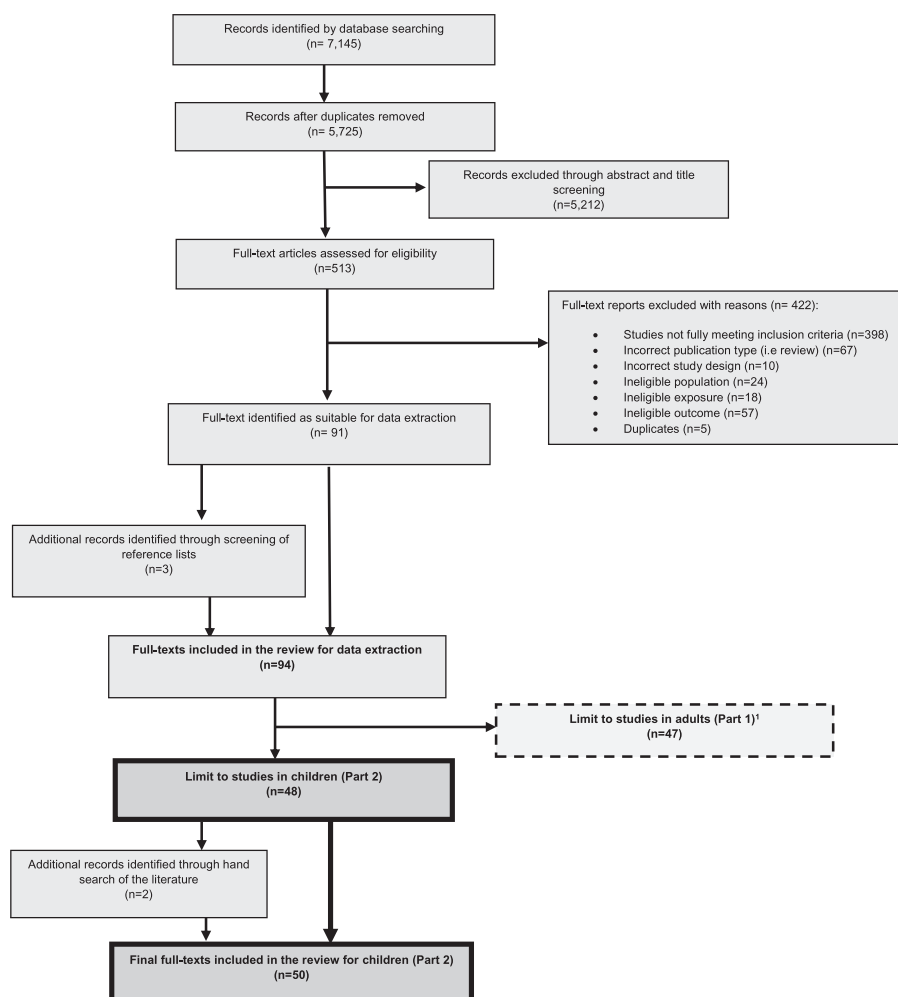 Records identified by database searching
(n= 7,145)
Records after duplicates removed
(n= 5,725)
Records excluded through abstract and title
screening
(n=5,212)
Full-text articles assessed for eligibility
(n=513)
Full-text reports excluded with reasons (n= 422):
• Studies not fully meeting inclusion criteria (n=398)
• Incorrect publication type (i.e review) (n=67)
• Incorrect study design (n=10)
• Ineligible population (n=24)
• Ineligible exposure (n=18)
• Ineligible outcome (n=57)
• Duplicates (n=5)
Full-text identified as suitable for data extraction
(n= 91)
Additional records identified through screening of
reference lists
(n=3)
Full-texts included in the review for data extraction
(n=94)
Limit to studies in adults (Part 1)¹
(n=47)
Limit to studies in children (Part 2)
(n=48)
Additional records identified through hand
search of the literature
(n=2)
Final full-texts included in the review for children (Part 2)
(n=50)